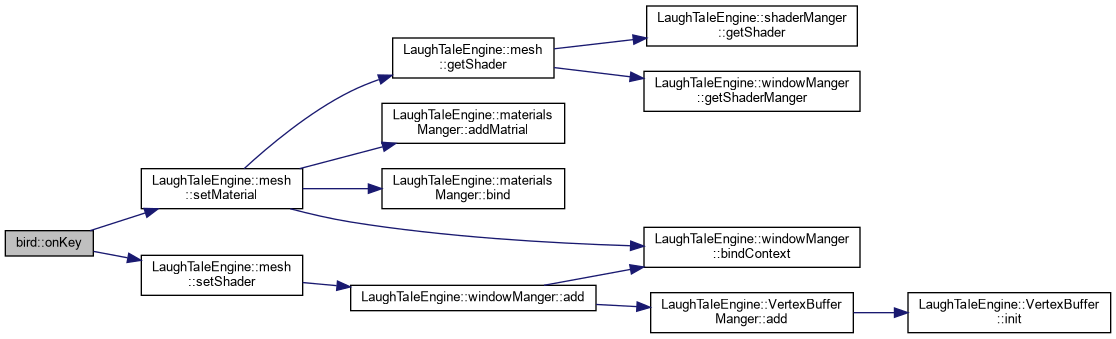 LaughTaleEngine::shaderManger
::getShader
LaughTaleEngine::mesh
::getShader
LaughTaleEngine::windowManger
::getShaderManger
LaughTaleEngine::materials
Manger::addMatrial
LaughTaleEngine::mesh
::setMaterial
LaughTaleEngine::materials
Manger::bind
bird::onKey
LaughTaleEngine::windowManger
::bindContext
LaughTaleEngine::mesh
::setShader
LaughTaleEngine::windowManger::add
LaughTaleEngine::VertexBuffer
Manger::add
LaughTaleEngine::VertexBuffer
::init